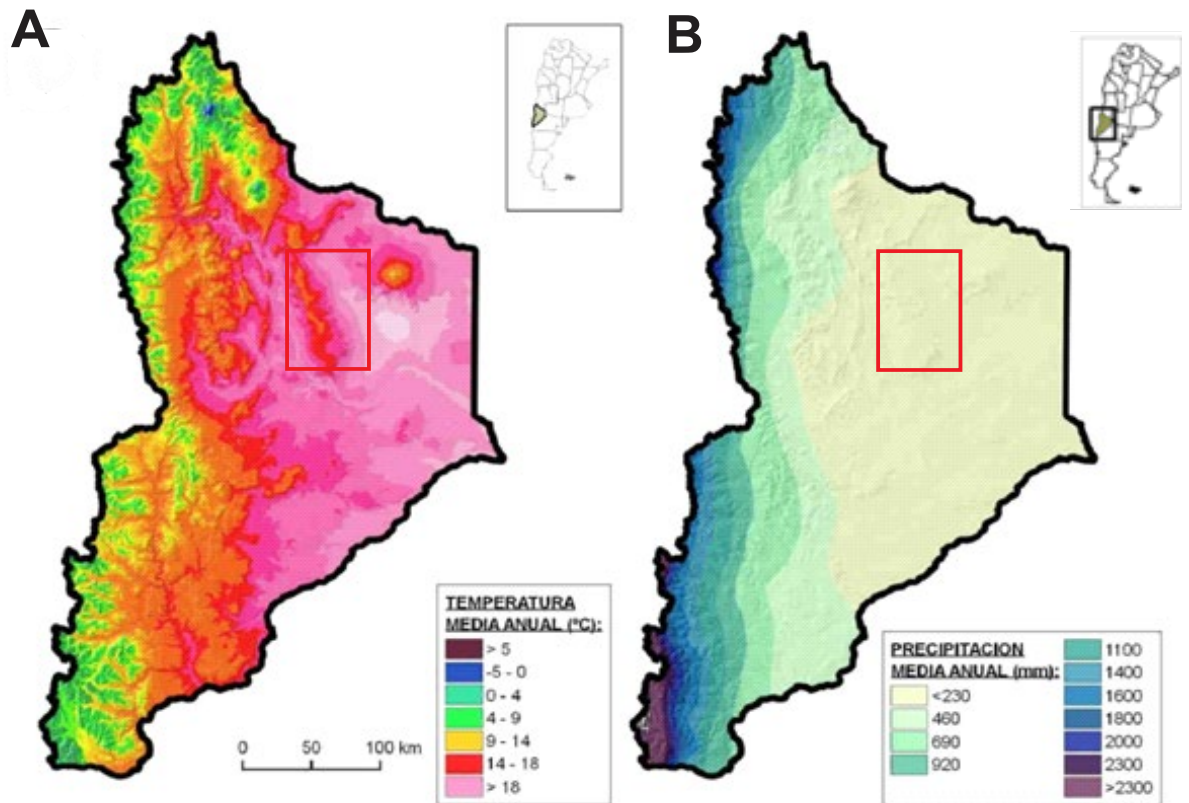 A
B
TEMPERATURA
MEDIA ANUAL (ºC):
> 5
-5 - 0
0 - 4
4 - 9
9 - 14
14 - 18
> 18
0 50 100 km
PRECIPITACION
MEDIA ANUAL (mm):
<230
460
690
920
1100
1400
1600
1800
2000
2300
>2300